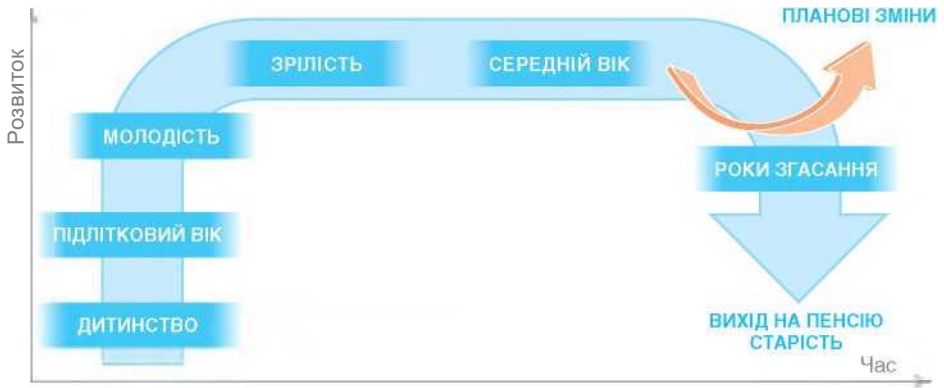 ПЛАНОВІ ЗМІНИ
Розвиток
ЗРІЛІСТЬ
СЕРЕДНІЙ ВІК
МОЛОДІСТЬ
РОКИ ЗГАСАННЯ
ПІДЛІТКОВИЙ ВІК
ДИТИНСТВО
ВИХІД НА ПЕНСІЮ
СТАРІСТЬ
Час